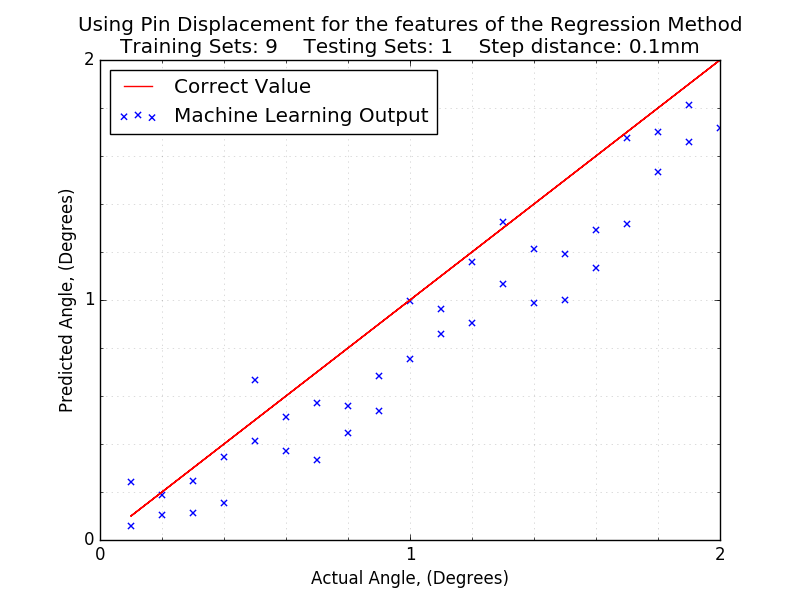 Using Pin Displacement for the features of the Regression Method
Training Sets: 9    Testing Sets: 1    Step distance: 0.1mm
Correct Value
Machine Learning Output
2
1
0
Predicted Angle, (Degrees)
0 1 2
Actual Angle, (Degrees)